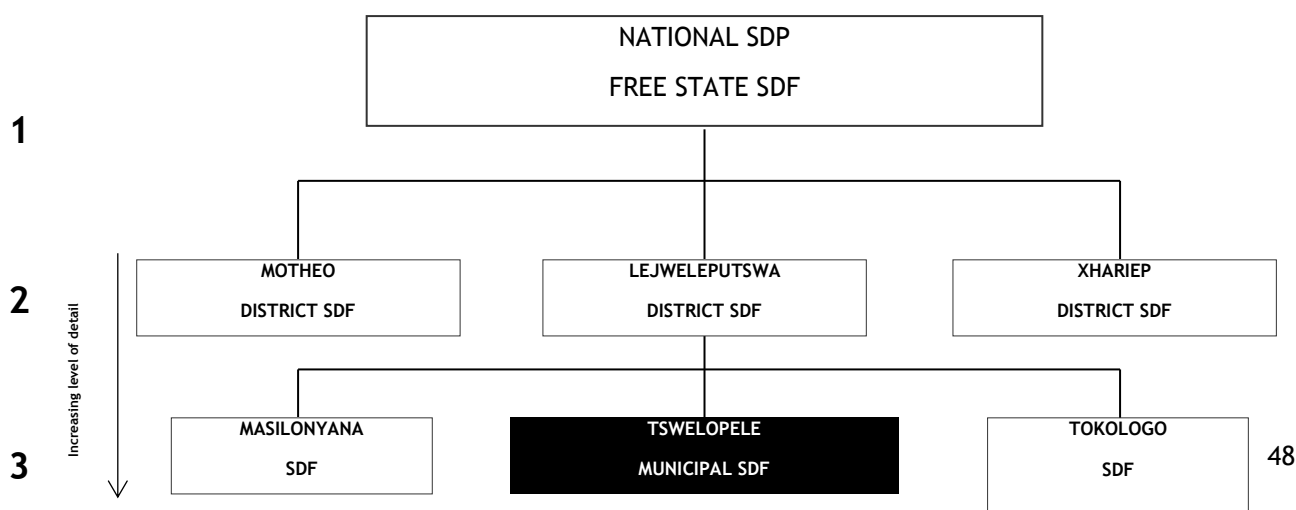 NATIONAL SDP
FREE STATE SDF
1
2
MOTHEO
DISTRICT SDF
LEJWELEPUTSWA
DISTRICT SDF
XHARIEP
DISTRICT SDF
Increasing level of detail
3
MASILONYANA
SDF
TSWELOPELE
MUNICIPAL SDF
TOKOLOGO
SDF
48